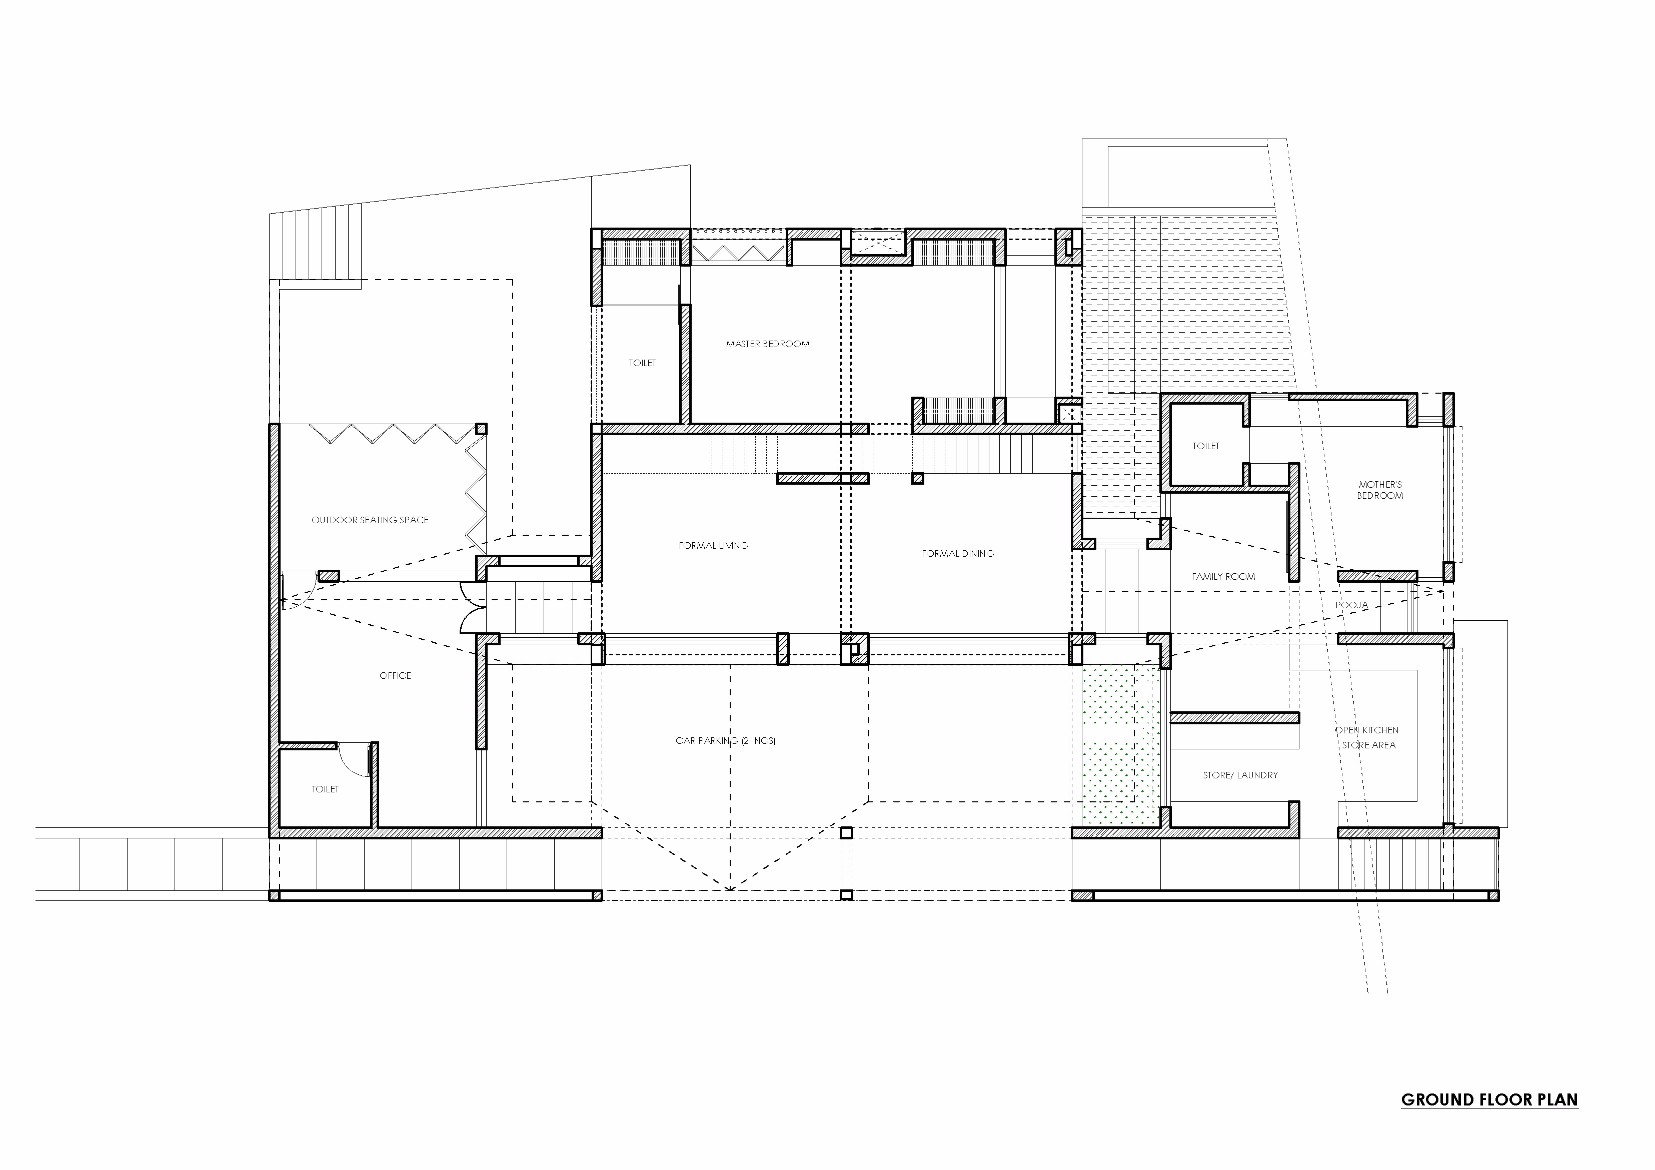 MASTER BEDROOM
TOILET
TOILET
MOTHER'S
BEDROOM
OUTDOOR SEATING SPACE
FORMAL LIVING
FORMAL DINING
FAMILY ROOM
POOJA
OFFICE
OPEN KITCHEN
STORE AREA
CAR PARKING (2 NOS)
STORE/ LAUNDRY
TOILET
GROUND FLOOR PLAN